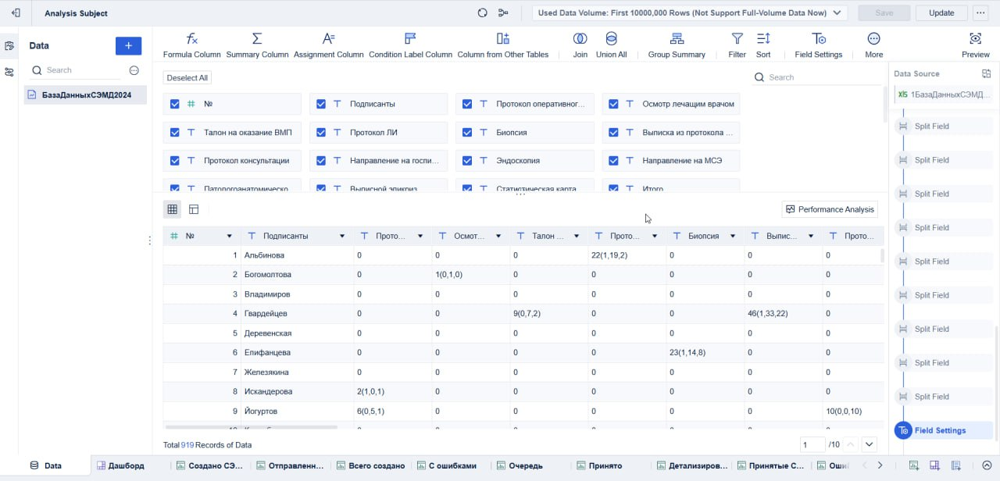 Analysis Subject
Used Data Volume: First 10000,000 Rows (Not Support Full-Volume Data Now)
Save
Update
Data
+
Search
БазаДанныхСЭМД2024
Formula Column
Summary Column
Assignment Column
Condition Label Column
Column from Other Tables
Join
Union All
Group Summary
Filter
Sort
Field Settings
More
Preview
Deselect All
Search
№
Подписанты
Протокол оперативног...
Осмотр лечащим врачом
Талон на оказание ВМП
Протокол ЛИ
Биопсия
Выписка из протокола ...
Протокол консультации
Направление на госпи...
Эндоскопия
Направление на МСЭ
Патологоанатомическо
Выписной эпикриз
Статистическая карта
Итого
Performance Analysis
№ Подписанты Прото... Осмот... Талон ... Прото... Биопсия Выпис... Прото...
1 Альбинова 0 0 0 22(1,19,2) 0 0 0
2 Богомолтова 0 1(0,1,0) 0 0 0 0 0
3 Владимиров 0 0 0 0 0 0 0
4 Гвардейцев 0 0 9(0,7,2) 0 0 46(1,33,22) 0
5 Деревенская 0 0 0 0 0 0 0
6 Епифанцева 0 0 0 0 23(1,14,8) 0 0
7 Железякина 0 0 0 0 0 0 0
8 Искандерова 2(1,0,1) 0 0 0 0 0 0
9 Йогуртов 6(0,5,1) 0 0 0 0 0 10(0,0,10)
Total 919 Records of Data
1 /10
Data Source
X|5 1БазаДанныхСЭМД...
Split Field
Split Field
Split Field
Split Field
Split Field
Split Field
Split Field
Split Field
Split Field
Field Settings
Data
Дашборд
Создано СЭ...
Отправленн...
Всего создано
С ошибками
Очередь
Принято
Детализиров...
Принятые С...
Оши